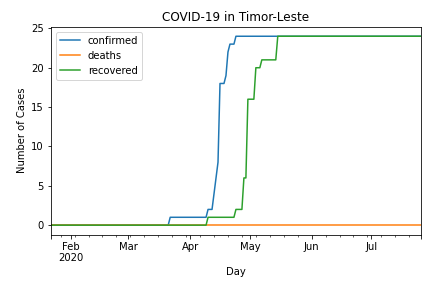 COVID-19 in Timor-Leste
confirmed
deaths
recovered
25
20
15
10
5
0
Number of Cases
Feb Mar Apr May Jun Jul
2020
Day